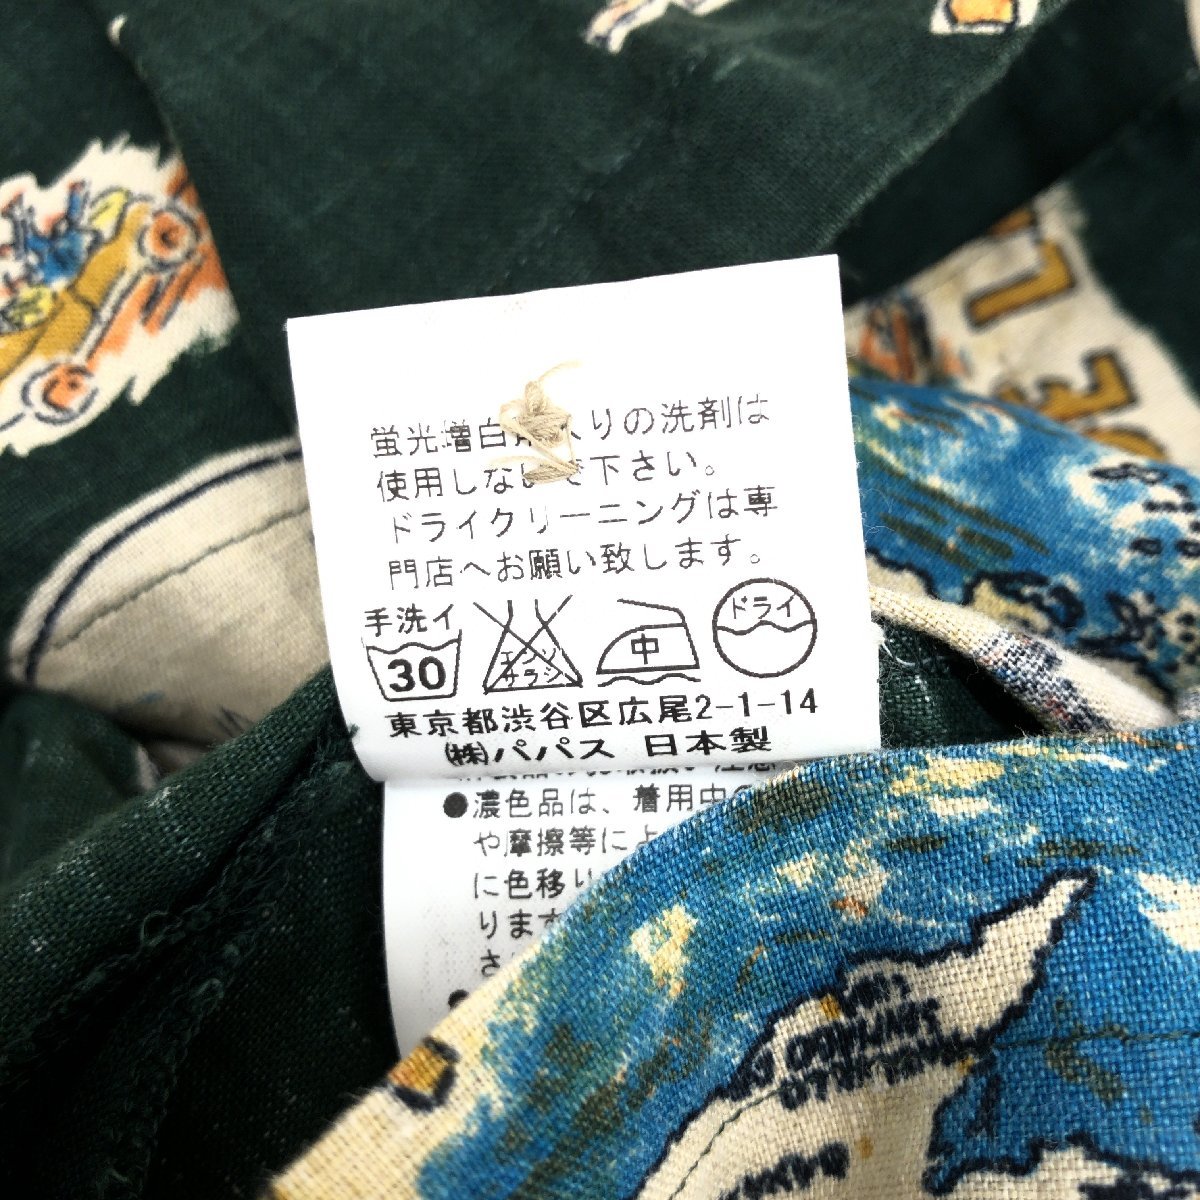 蛍光増白剤入りの洗剤は
使用しないで下さい。
ドライクリーニングは専
門店へお願い致します。
手洗イ
30
エンソ
サラシ
中
ドライ
東京都渋谷区広尾2-1-14
㈱パパス 日本製
●濃色品は、着用中の
や摩擦等によ
に色移り
ります
さ